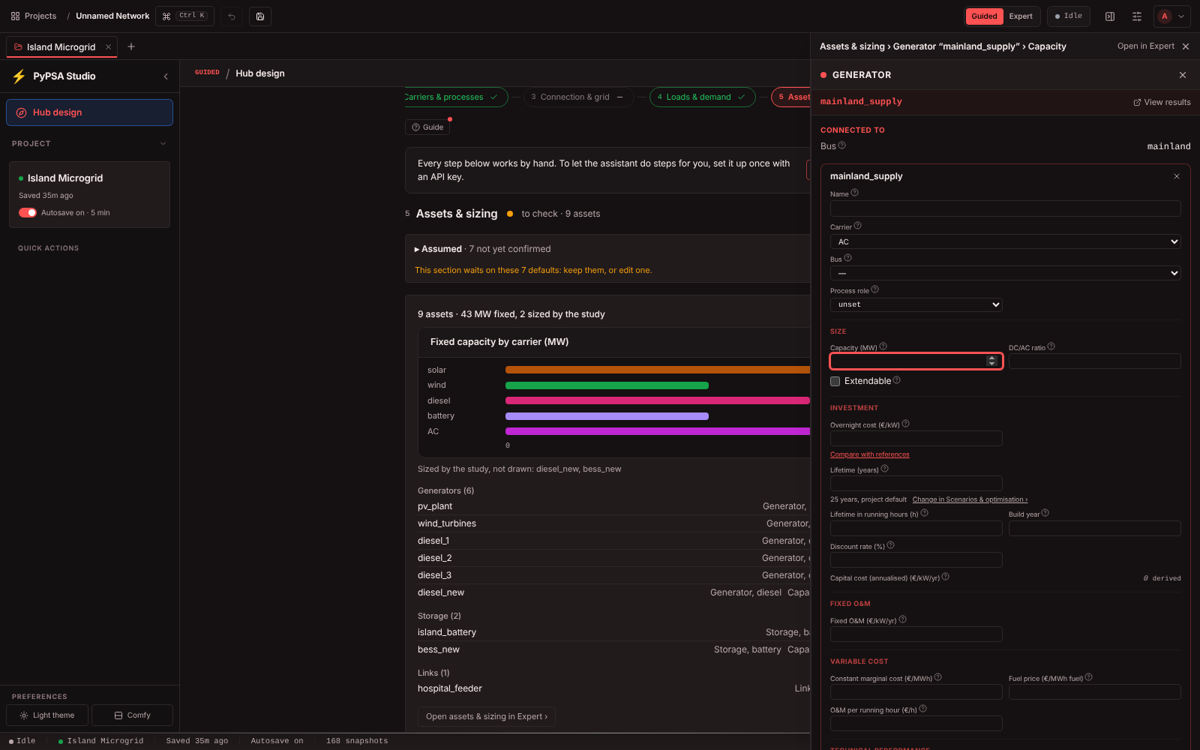 Projects / Unnamed Network ⌘ Ctrl K
Guided Expert Idle A
Island Microgrid
PyPSA Studio
Hub design
PROJECT
Island Microgrid
Saved 35m ago
Autosave on · 5 min
QUICK ACTIONS
PREFERENCES
Light theme Comfy
GUIDED / Hub design
Carriers & processes ✓ 3 Connection & grid – 4 Loads & demand ✓ 5 Asset
Guide
Every step below works by hand. To let the assistant do steps for you, set it up once with
an API key.
5 Assets & sizing to check · 9 assets
▸ Assumed · 7 not yet confirmed
This section waits on these 7 defaults: keep them, or edit one.
9 assets · 43 MW fixed, 2 sized by the study
Fixed capacity by carrier (MW)
solar
wind
diesel
battery
AC
0
Sized by the study, not drawn: diesel_new, bess_new
Generators (6)
pv_plant Generator,
wind_turbines Generator,
diesel_1 Generator,
diesel_2 Generator,
diesel_3 Generator,
diesel_new Generator, diesel Capa
Storage (2)
island_battery Storage, b
bess_new Storage, battery Capa
Links (1)
hospital_feeder Link
Open assets & sizing in Expert ›
Assets & sizing › Generator “mainland_supply” › Capacity Open in Expert
GENERATOR
mainland_supply View results
CONNECTED TO
Bus mainland
mainland_supply
Name
Carrier
AC
Bus
—
Process role
unset
SIZE
Capacity (MW) DC/AC ratio
Extendable
INVESTMENT
Overnight cost (€/kW)
Compare with references
Lifetime (years)
25 years, project default Change in Scenarios & optimisation ›
Lifetime in running hours (h) Build year
Discount rate (%)
Capital cost (annualised) (€/kW/yr) 0 derived
FIXED O&M
Fixed O&M (€/kW/yr)
VARIABLE COST
Constant marginal cost (€/MWh) Fuel price (€/MWh fuel)
O&M per running hour (€/h)
TECHNICAL PERFORMANCE
Idle Island Microgrid Saved 35m ago Autosave on 168 snapshots